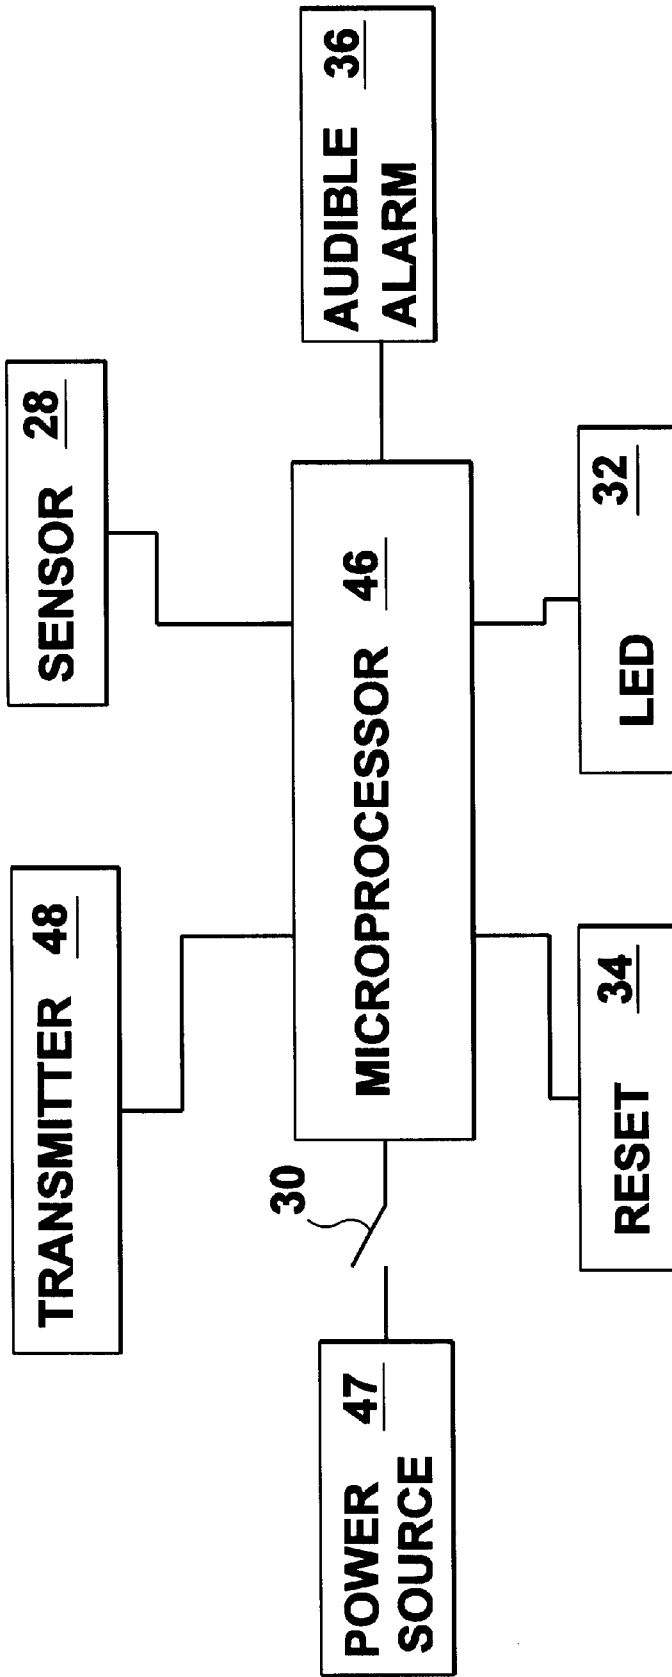 TRANSMITTER 48
SENSOR 28
30
POWER 47
SOURCE
MICROPROCESSOR 46
AUDIBLE 36
ALARM
RESET 34
LED 32